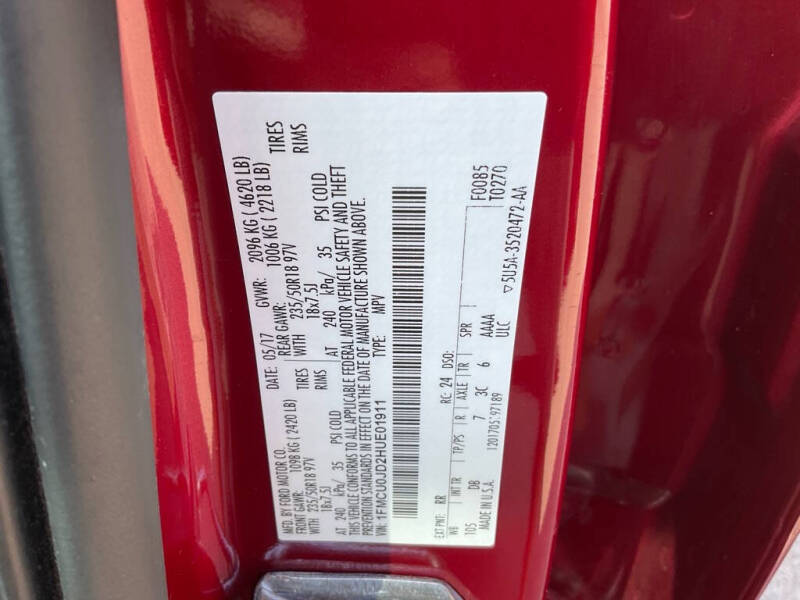 MFD. BY FORD MOTOR CO.
DATE: 05/17 GVWR: 2096 KG ( 4620 LB)
FRONT GAWR: 1098 KG ( 2420 LB) REAR GAWR: 1006 KG ( 2218 LB)
WITH 235/50R18 97V TIRES WITH 235/50R18 97V TIRES
18x7.5J RIMS 18x7.5J RIMS
AT 240 kPa/ 35 PSI COLD AT 240 kPa/ 35 PSI COLD
THIS VEHICLE CONFORMS TO ALL APPLICABLE FEDERAL MOTOR VEHICLE SAFETY AND THEFT
PREVENTION STANDARDS IN EFFECT ON THE DATE OF MANUFACTURE SHOWN ABOVE.
VIN: 1FMCU0JD2HUE01911 TYPE: MPV
F0085
T0270
EXT PNT: RR RC: 24 DSO:
WB INT TR TP/PS R AXLE TR SPR
105 DB 7 3C 6 AAAA
ULC
MADE IN U.S.A. ▽5U5A-3520472-AA